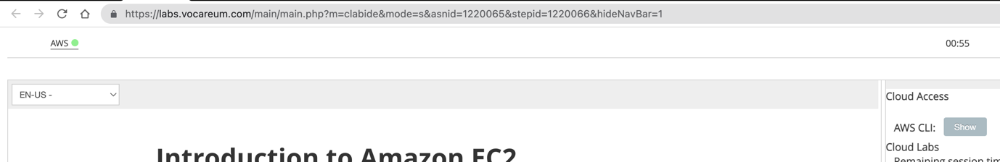 https://labs.vocareum.com/main/main.php?m=clabide&mode=s&asnid=1220065&stepid=1220066&hideNavBar=1
AWS
00:55
EN-US -
Cloud Access
AWS CLI: Show
Cloud Labs
Introduction to Amazon EC2
Remaining session tim